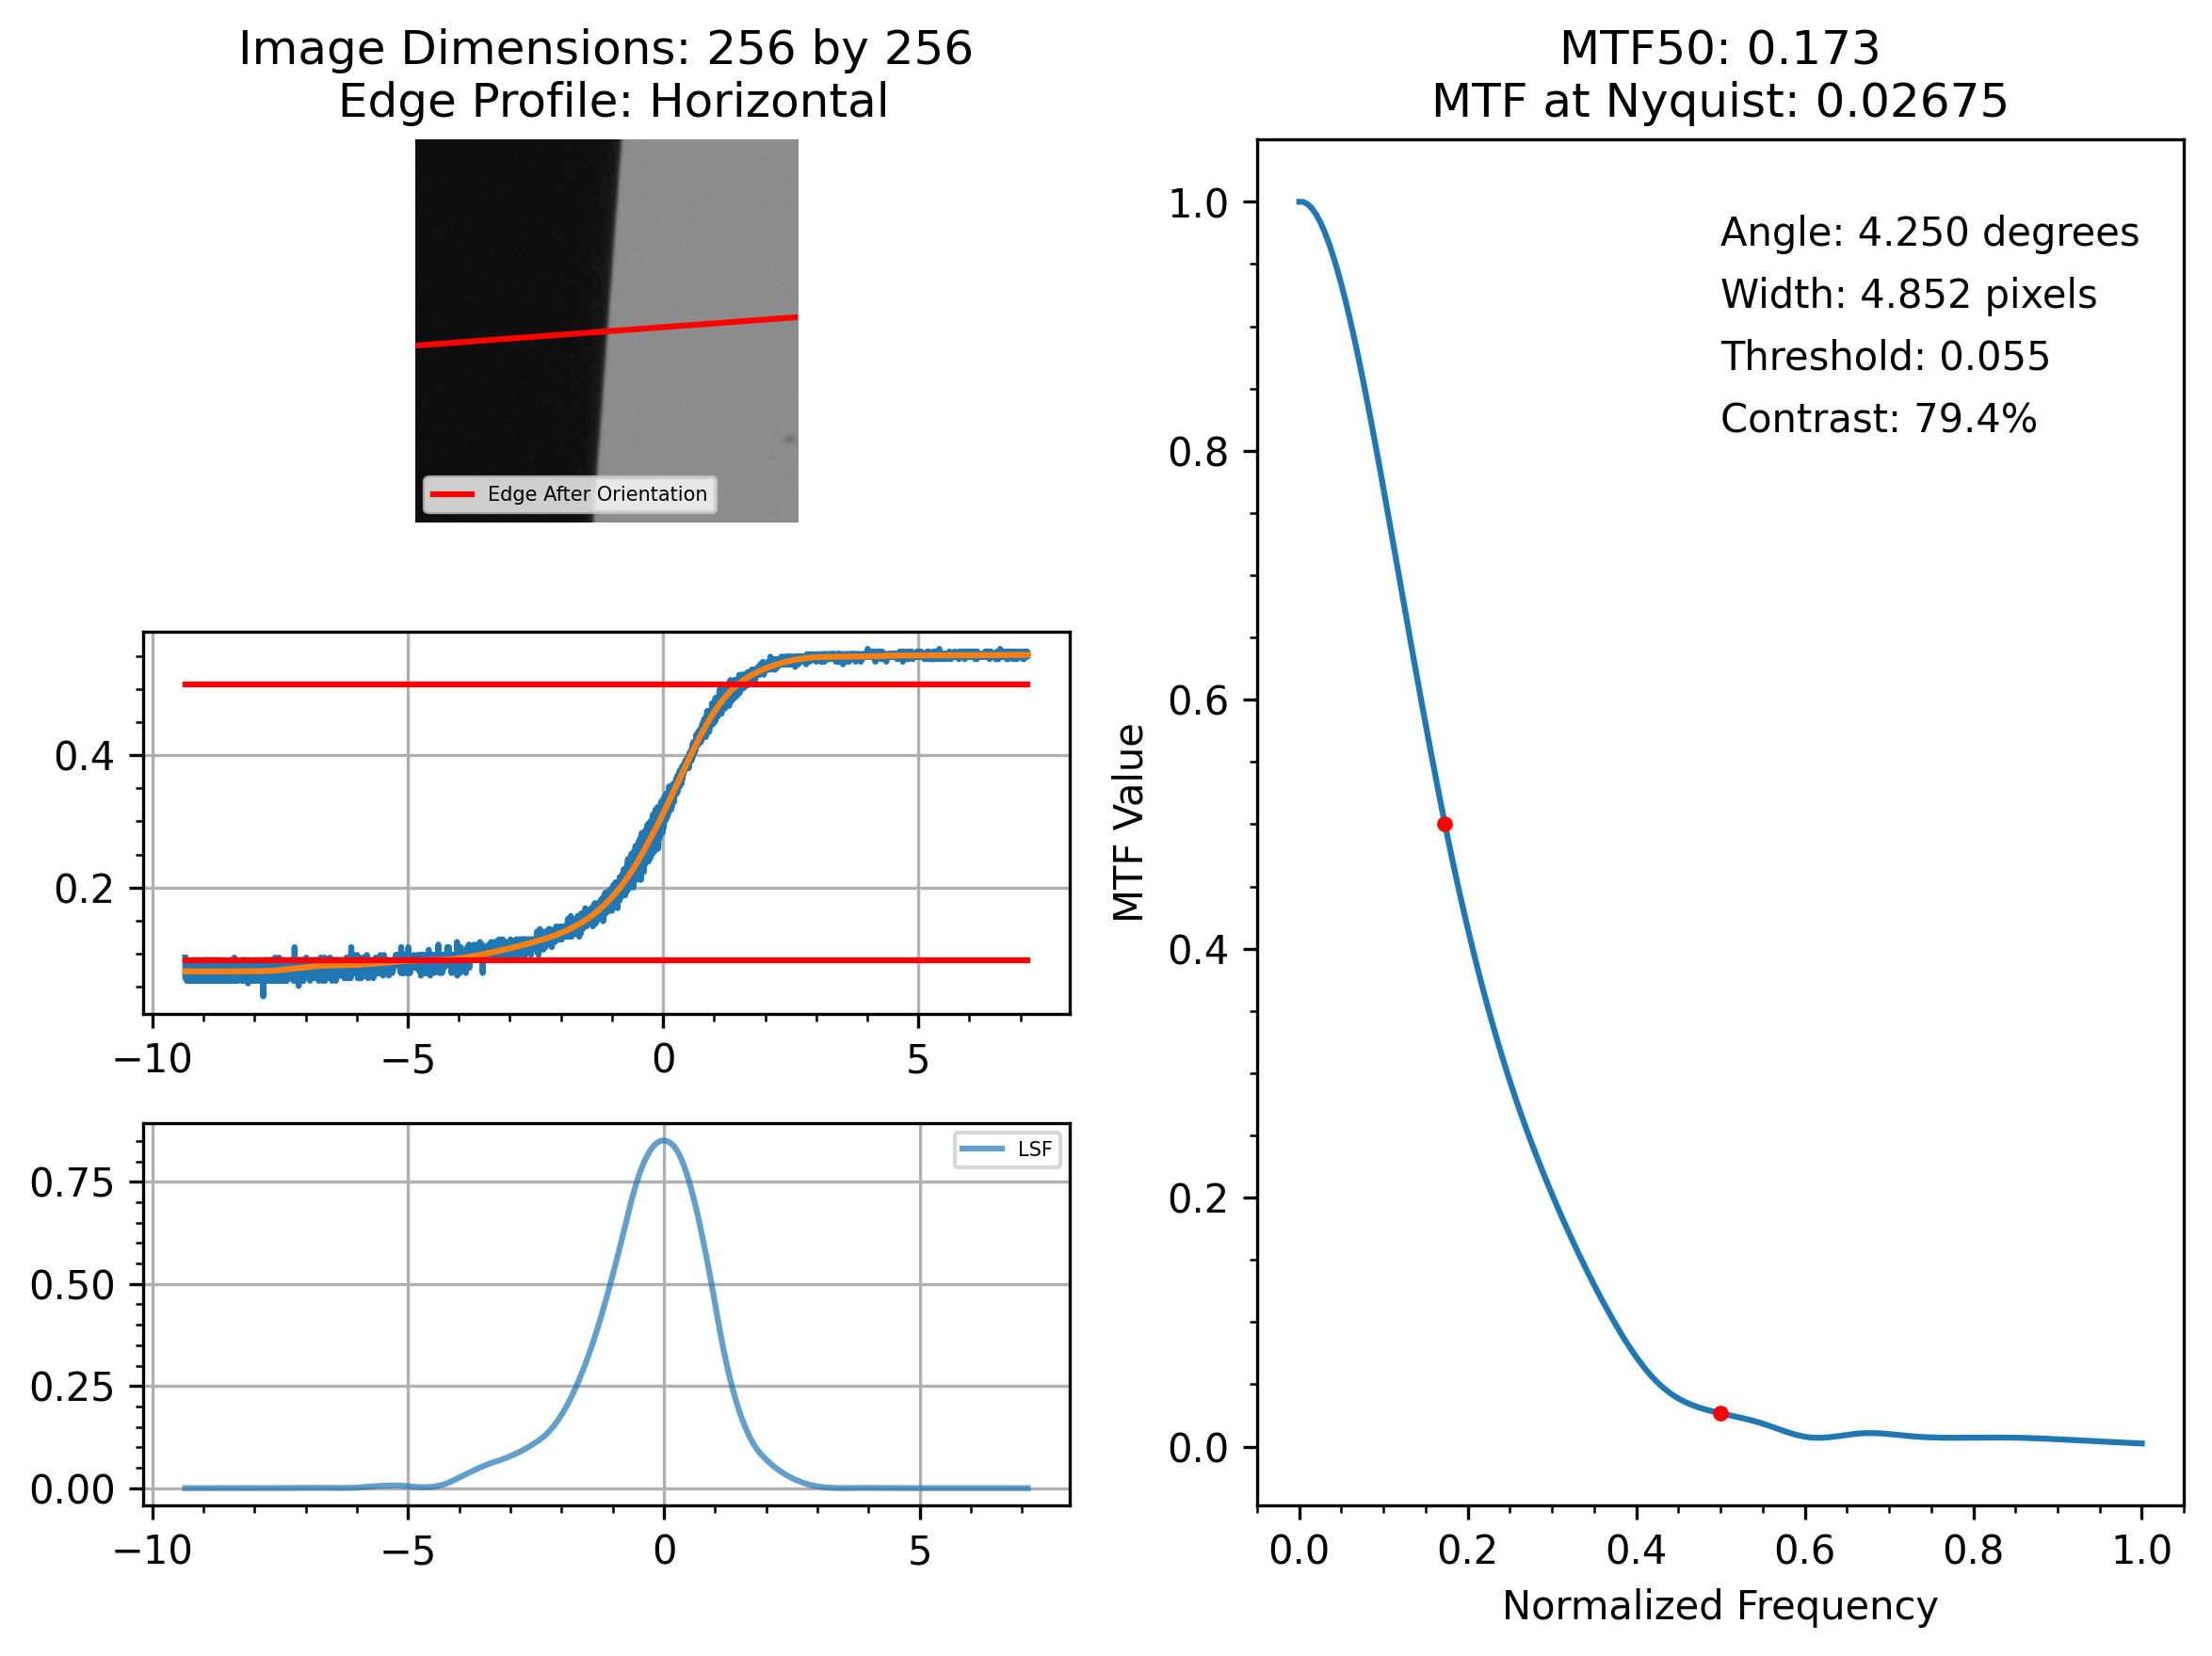 Image Dimensions: 256 by 256
Edge Profile: Horizontal
Edge After Orientation
0.4
0.2
−10
−5
0
5
LSF
0.75
0.50
0.25
0.00
−10
−5
0
5
MTF50: 0.173
MTF at Nyquist: 0.02675
Angle: 4.250 degrees
Width: 4.852 pixels
Threshold: 0.055
Contrast: 79.4%
MTF Value
1.0
0.8
0.6
0.4
0.2
0.0
0.0
0.2
0.4
0.6
0.8
1.0
Normalized Frequency